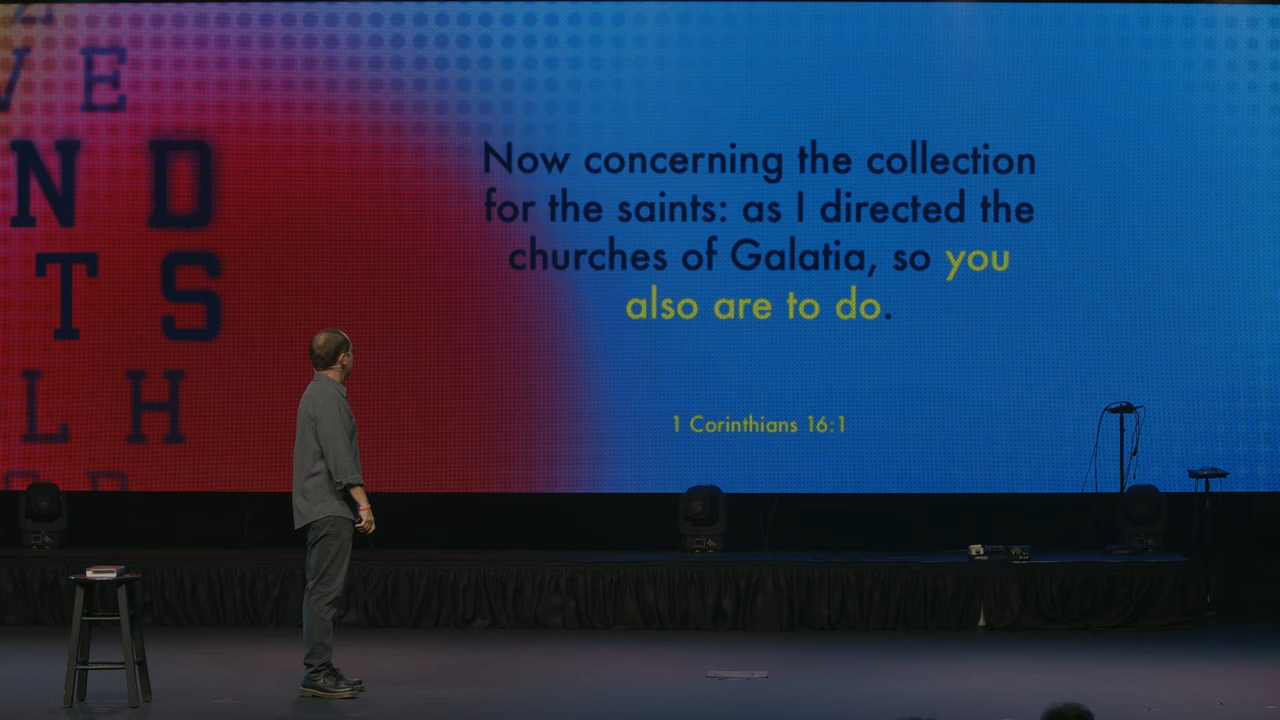 V E
N D
T S
L H
Now concerning the collection
for the saints: as I directed the
churches of Galatia, so you
also are to do.
1 Corinthians 16:1